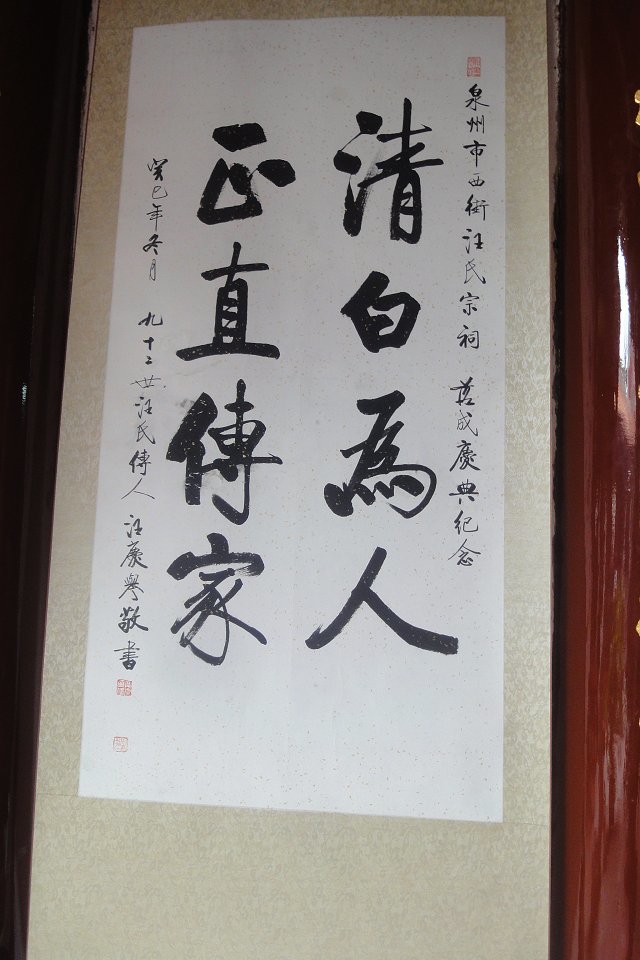 泉州市西街汪氏宗祠 落成慶典紀念
清白為人
正直傳家
癸巳年冬月 九十二世汪氏傳人 汪慶譽敬書